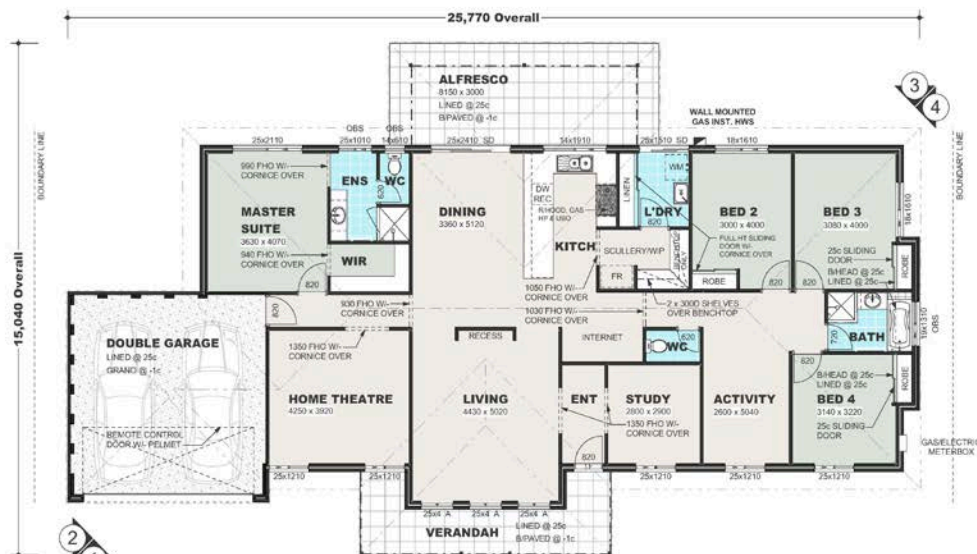 25,770 Overall
15,040 Overall
BOUNDARY LINE
ALFRESCO
8150 x 3000
LINED @ 25c
B/PAVED @ -1c
WALL MOUNTED
GAS INST. HWS
3
4
BOUNDARY LINE
25x2110
OBS
25x1010
OBS
14x610
25x2410 SD
14x1910
25x1510 SD
18x1610
990 FHO W/-
CORNICE OVER
ENS
WC
620
MASTER
SUITE
3630 x 4070
940 FHO W/-
CORNICE OVER
WIR
820
DINING
3360 x 5120
DW
REC
R/HOOD, GAS
KITCH
LINEN
WM
L'DRY
820
SCULLERY/WIP
FR
BED 2
3000 x 4000
FULL HT SLIDING
DOOR W/-
CORNICE OVER
ROBE
820
BED 3
3080 x 4000
18x1610
25c SLIDING
DOOR
B/HEAD @ 25c
LINED @ 25c
ROBE
820
1050 FHO W/-
CORNICE OVER
2 x 300D SHELVES
OVER BENCHTOP
930 FHO W/-
CORNICE OVER
1030 FHO W/-
CORNICE OVER
820
DOUBLE GARAGE
LINED @ 25c
GRANO @ -1c
1350 FHO W/-
CORNICE OVER
RECESS
INTERNET
620
WC
720
BATH
OBS
820
HOME THEATRE
4250 x 3920
LIVING
4430 x 5020
ENT
STUDY
2800 x 2900
1350 FHO W/-
CORNICE OVER
ACTIVITY
2600 x 5040
B/HEAD @ 25c
LINED @ 25c
ROBE
BED 4
3140 x 3220
25c SLIDING
DOOR
REMOTE CONTROL
DOOR W/- PELMET
820
GAS/ELECTRIC
METERBOX
25x1210
25x1210
25x1210
25x1210
25x4 A
25x4 A
25x4 A
VERANDAH
LINED @ 25c
B/PAVED @ -1c
2